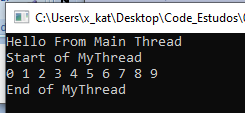 C:\Users\x_kat\Desktop\Code_Estudos\
Hello From Main Thread
Start of MyThread
0 1 2 3 4 5 6 7 8 9
End of MyThread